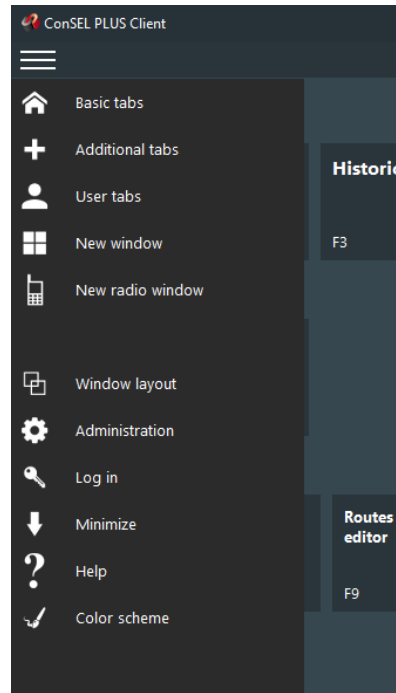 ConSEL PLUS Client
Basic tabs
Additional tabs
Historic
User tabs
New window
F3
New radio window
Window layout
Administration
Log in
Minimize
Routes
editor
Help
F9
Color scheme